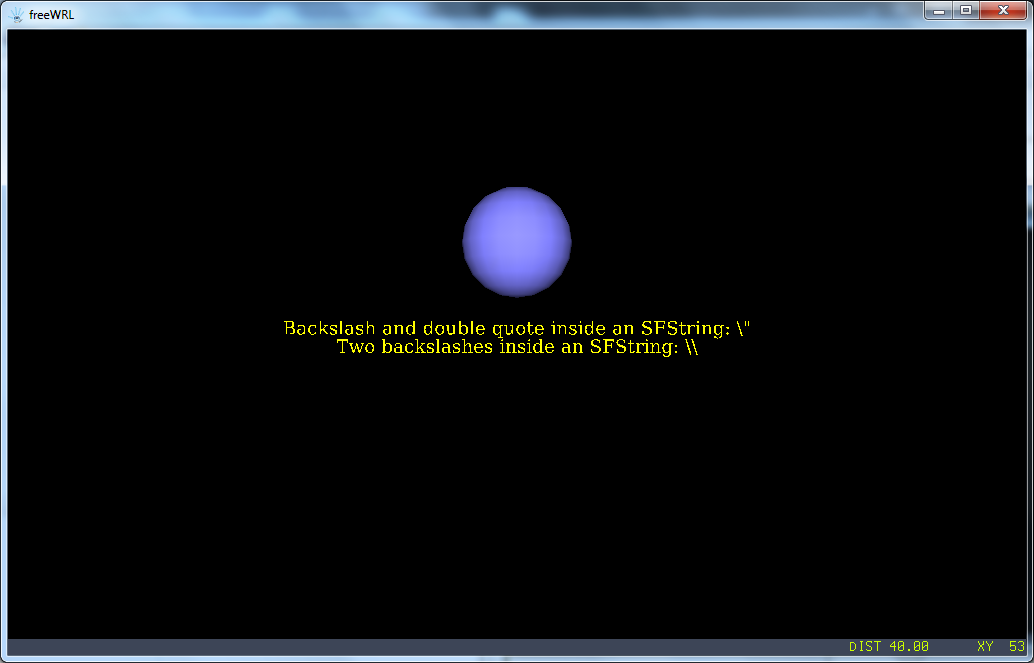 freeWRL
Backslash and double quote inside an SFString: \"
Two backslashes inside an SFString: \\
DIST 40.00 XY 53